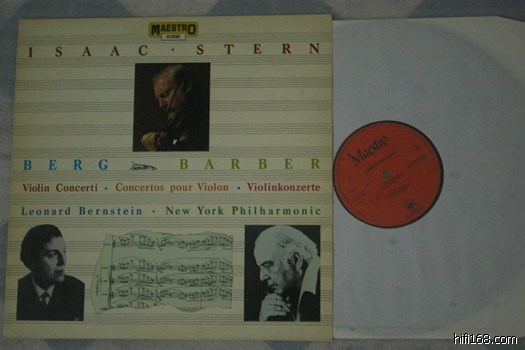 MAESTRO
ISAAC · STERN
BERG BARBER
Violin Concerti · Concertos pour Violon · Violinkonzerte
Leonard Bernstein · New York Philharmonic
Maestro
hifi168.com